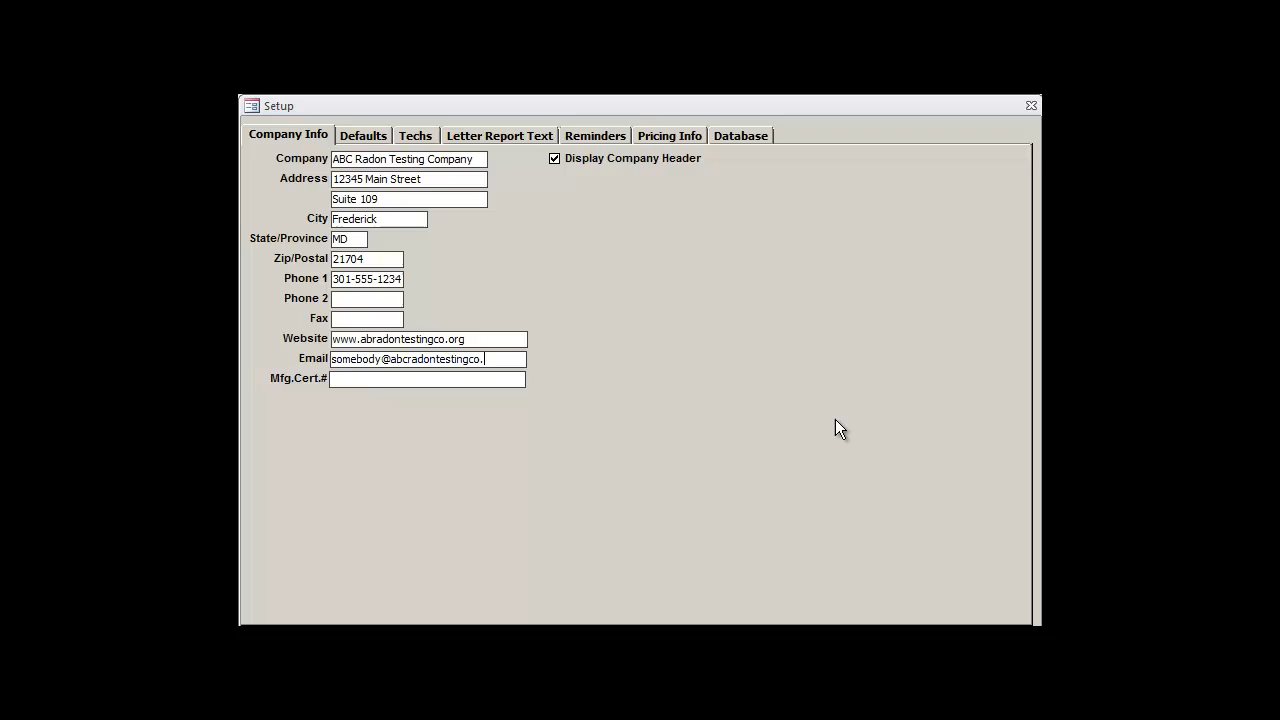 Setup
Company Info Defaults Techs Letter Report Text Reminders Pricing Info Database
Company ABC Radon Testing Company Display Company Header
Address 12345 Main Street
Suite 109
City Frederick
State/Province MD
Zip/Postal 21704
Phone 1 301-555-1234
Phone 2
Fax
Website www.abradontestingco.org
Email somebody@abcradontestingco.
Mfg.Cert.#